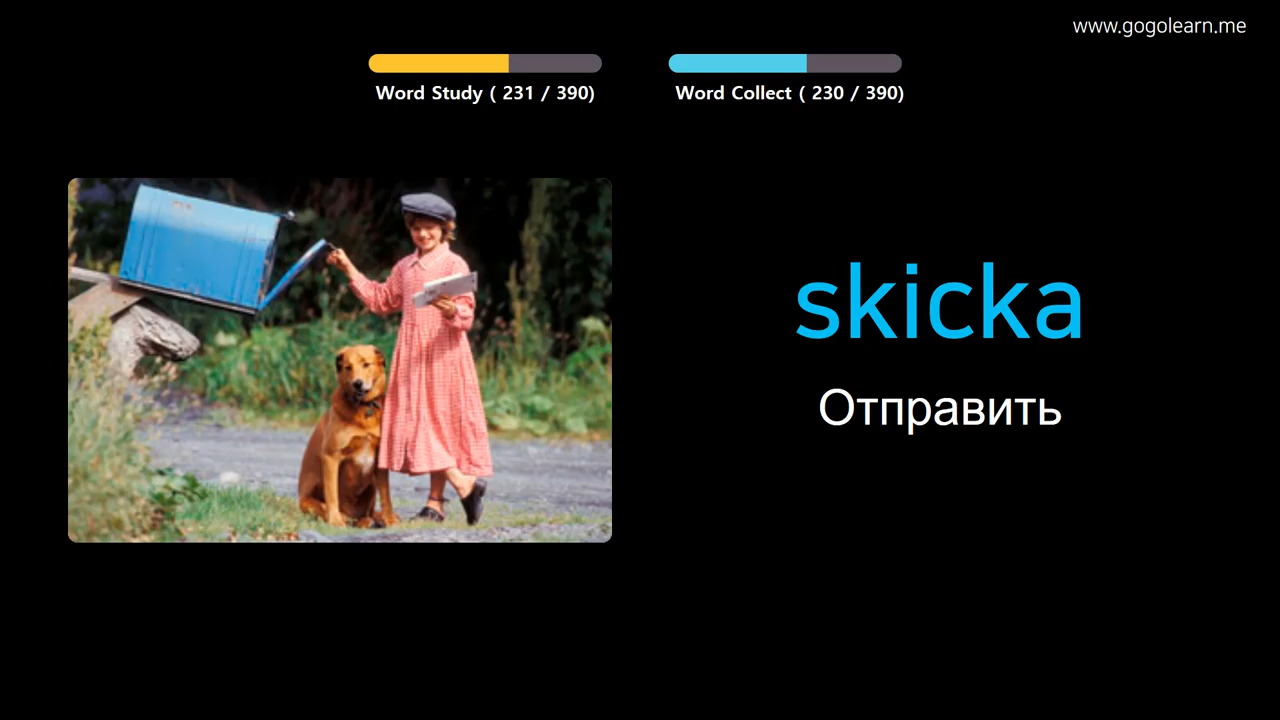 www.gogolearn.me
Word Study ( 231 / 390)
Word Collect ( 230 / 390)
skicka
Отправить